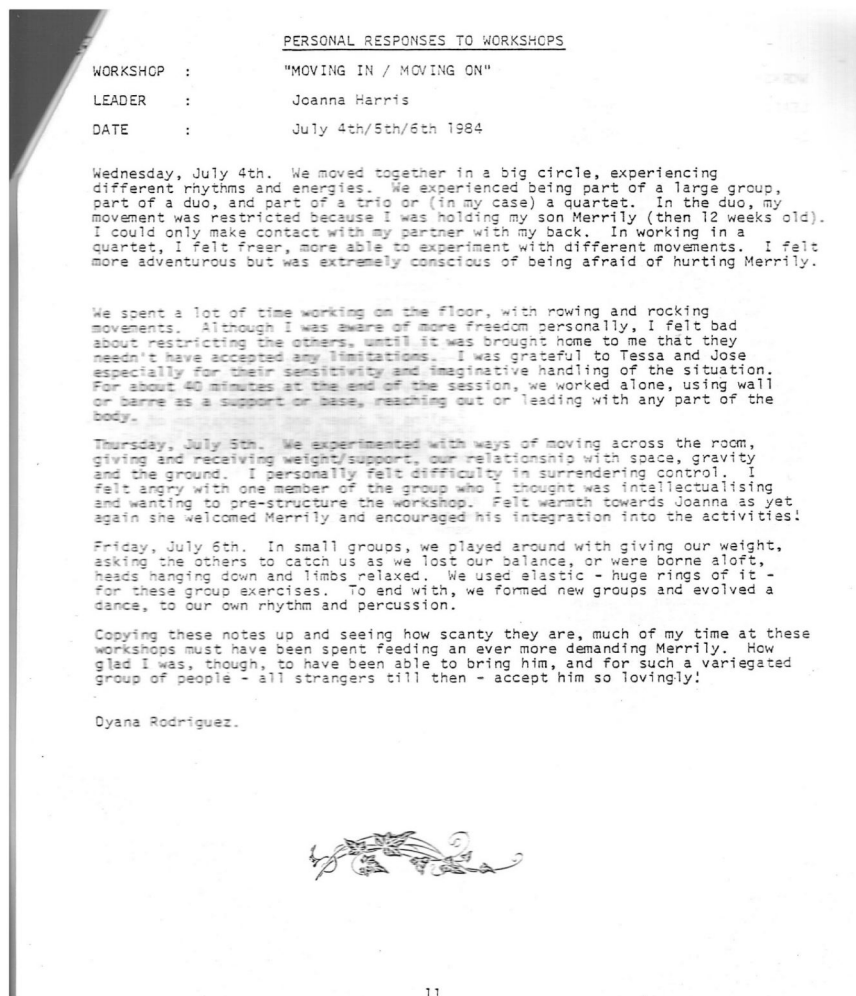 PERSONAL RESPONSES TO WORKSHOPS
WORKSHOP : "MOVING IN / MOVING ON"
LEADER : Joanna Harris
DATE : July 4th/5th/6th 1984
Wednesday, July 4th. We moved together in a big circle, experiencing
different rhythms and energies. We experienced being part of a large group,
part of a duo, and part of a trio or (in my case) a quartet. In the duo, my
movement was restricted because I was holding my son Merrily (then 12 weeks old).
I could only make contact with my partner with my back. In working in a
quartet, I felt freer, more able to experiment with different movements. I felt
more adventurous but was extremely conscious of being afraid of hurting Merrily.
We spent a lot of time working on the floor, with rowing and rocking
movements. Although I was aware of more freedom personally, I felt bad
about restricting the others, until it was brought home to me that they
needn't have accepted any limitations. I was grateful to Tessa and Jose
especially for their sensitivity and imaginative handling of the situation.
For about 40 minutes at the end of the session, we worked alone, using wall
or barre as a support or base, reaching out or leading with any part of the
body.
Thursday, July 5th. We experimented with ways of moving across the room,
giving and receiving weight/support, our relationship with space, gravity
and the ground. I personally felt difficulty in surrendering control. I
felt angry with one member of the group who I thought was intellectualising
and wanting to pre-structure the workshop. Felt warmth towards Joanna as yet
again she welcomed Merrily and encouraged his integration into the activities!
Friday, July 6th. In small groups, we played around with giving our weight,
asking the others to catch us as we lost our balance, or were borne aloft,
heads hanging down and limbs relaxed. We used elastic - huge rings of it -
for these group exercises. To end with, we formed new groups and evolved a
dance, to our own rhythm and percussion.
Copying these notes up and seeing how scanty they are, much of my time at these
workshops must have been spent feeding an ever more demanding Merrily. How
glad I was, though, to have been able to bring him, and for such a variegated
group of people - all strangers till then - accept him so lovingly!
Dyana Rodriguez.
11